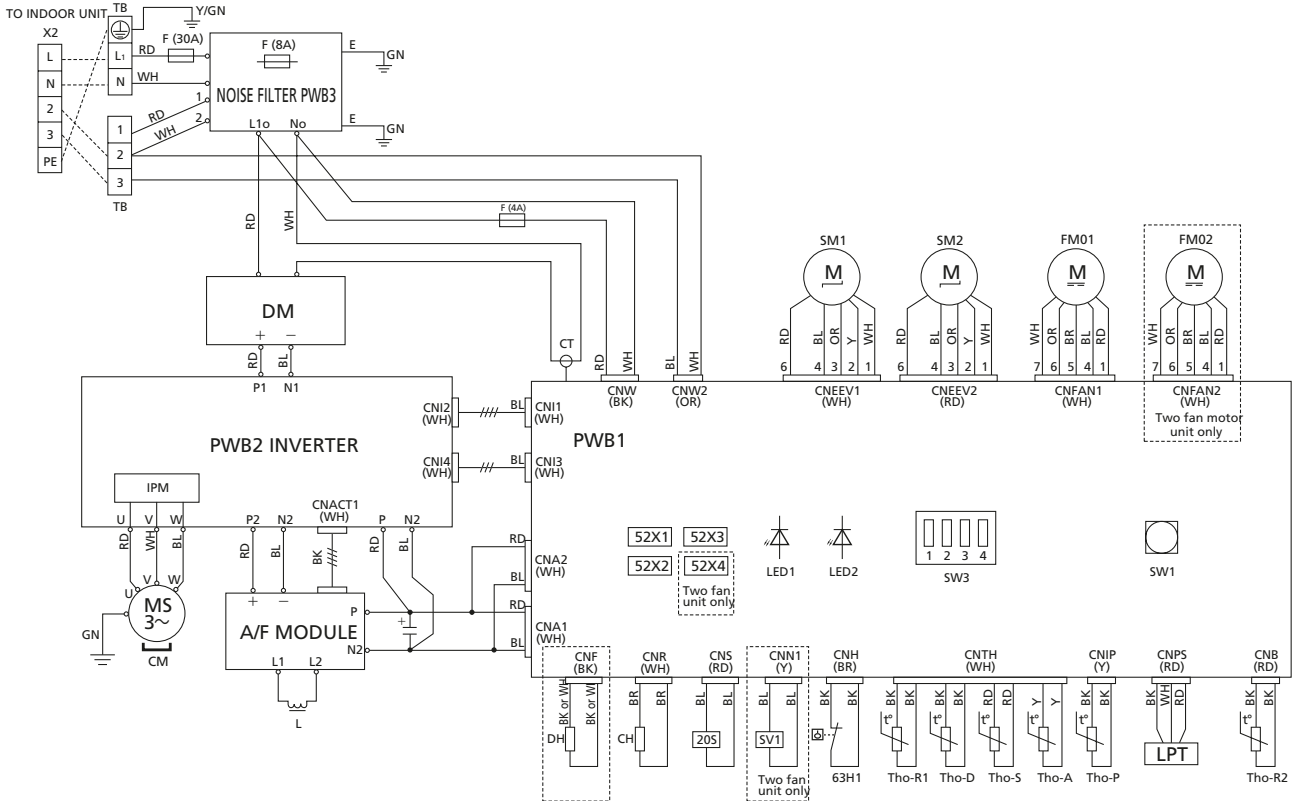 TO INDOOR UNIT
TB
Y/GN
X2
L
N
2
3
PE
L1
N
RD
WH
F (30A)
F (8A)
NOISE FILTER PWB3
E
GN
E
GN
1
2
RD
WH
1
2
3
TB
L1o
No
RD
WH
F (4A)
DM
+
−
RD
BL
P1
N1
CT
RD
WH
BL
WH
CNW
(BK)
CNW2
(OR)
SM1
M
RD
BL
OR
Y
WH
6
4
3
2
1
CNEEV1
(WH)
SM2
M
RD
BL
OR
Y
WH
6
4
3
2
1
CNEEV2
(RD)
FM01
M
WH
OR
BR
BL
RD
7
6
5
4
1
CNFAN1
(WH)
FM02
M
WH
OR
BR
BL
RD
7
6
5
4
1
CNFAN2
(WH)
Two fan motor
unit only
PWB2 INVERTER
CNI2
(WH)
BL
CNI1
(WH)
CNI4
(WH)
BL
CNI3
(WH)
PWB1
IPM
U
V
W
P2
N2
CNACT1
(WH)
P
N2
RD
WH
BL
RD
BL
BK
RD
BL
U
V
W
MS
3~
GN
CM
+
−
P
N2
A/F MODULE
L1
L2
L
+
RD
BL
CNA2
(WH)
RD
BL
CNA1
(WH)
52X1
52X3
52X2
52X4
Two fan
unit only
LED1
LED2
1 2 3 4
SW3
SW1
CNF
(BK)
BK or WH
BK or WH
DH
CNR
(WH)
BR
BR
CH
CNS
(RD)
BL
BL
20S
CNN1
(Y)
BL
BL
SV1
Two fan
unit only
CNH
(BR)
BK
BK
63H1
CNTH
(WH)
BK
BK
t°
Tho-R1
BK
BK
t°
Tho-D
RD
RD
t°
Tho-S
Y
Y
t°
Tho-A
CNIP
(Y)
BK
BK
t°
Tho-P
CNPS
(RD)
BK
WH
RD
LPT
CNB
(RD)
BK
BK
t°
Tho-R2